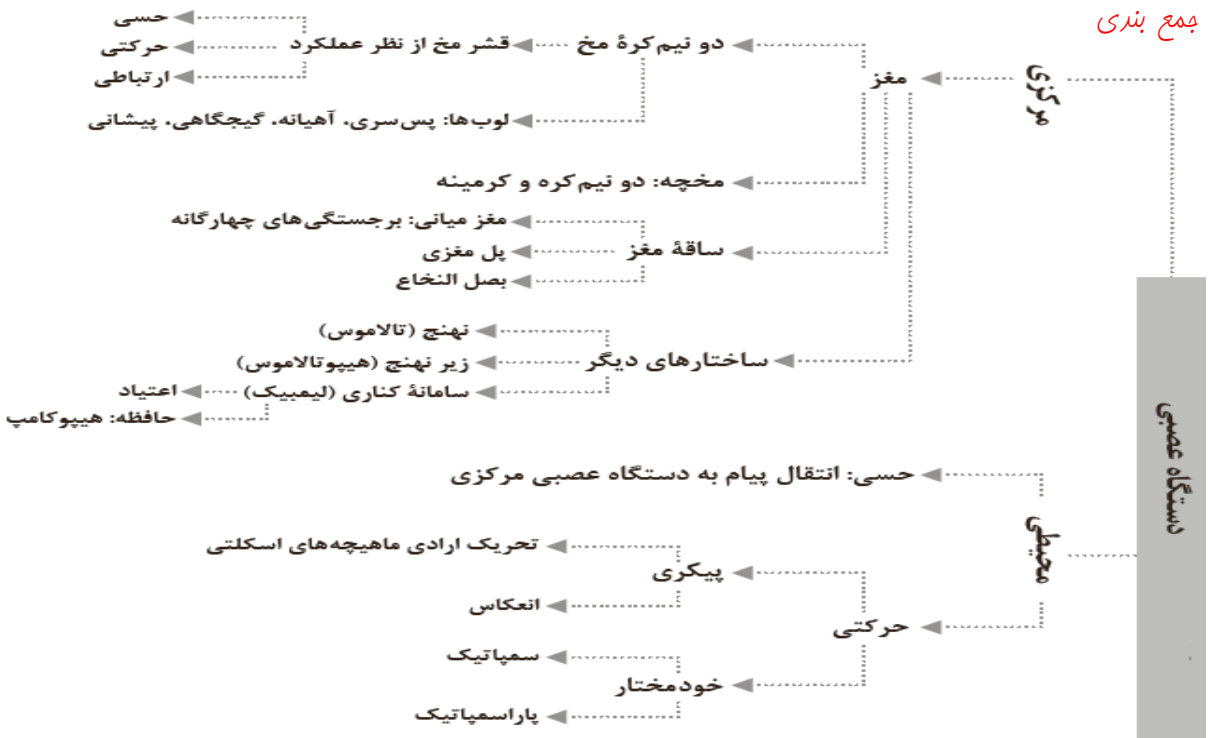 جمع بندی
دستگاه عصبی
مرکزی
مغز
دو نیم‌کرهٔ مخ
قشر مخ از نظر عملکرد
حسی
حرکتی
ارتباطی
لوب‌ها: پس‌سری، آهیانه، گیجگاهی، پیشانی
مخچه: دو نیم‌کره و کرمینه
ساقهٔ مغز
مغز میانی: برجستگی‌های چهارگانه
پل مغزی
بصل النخاع
ساختارهای دیگر
نهنج (تالاموس)
زیر نهنج (هیپوتالاموس)
سامانهٔ کناری (لیمبیک)
اعتیاد
حافظه: هیپوکامپ
محیطی
حسی: انتقال پیام به دستگاه عصبی مرکزی
حرکتی
پیکری
تحریک ارادی ماهیچه‌های اسکلتی
انعکاس
خودمختار
سمپاتیک
پاراسمپاتیک